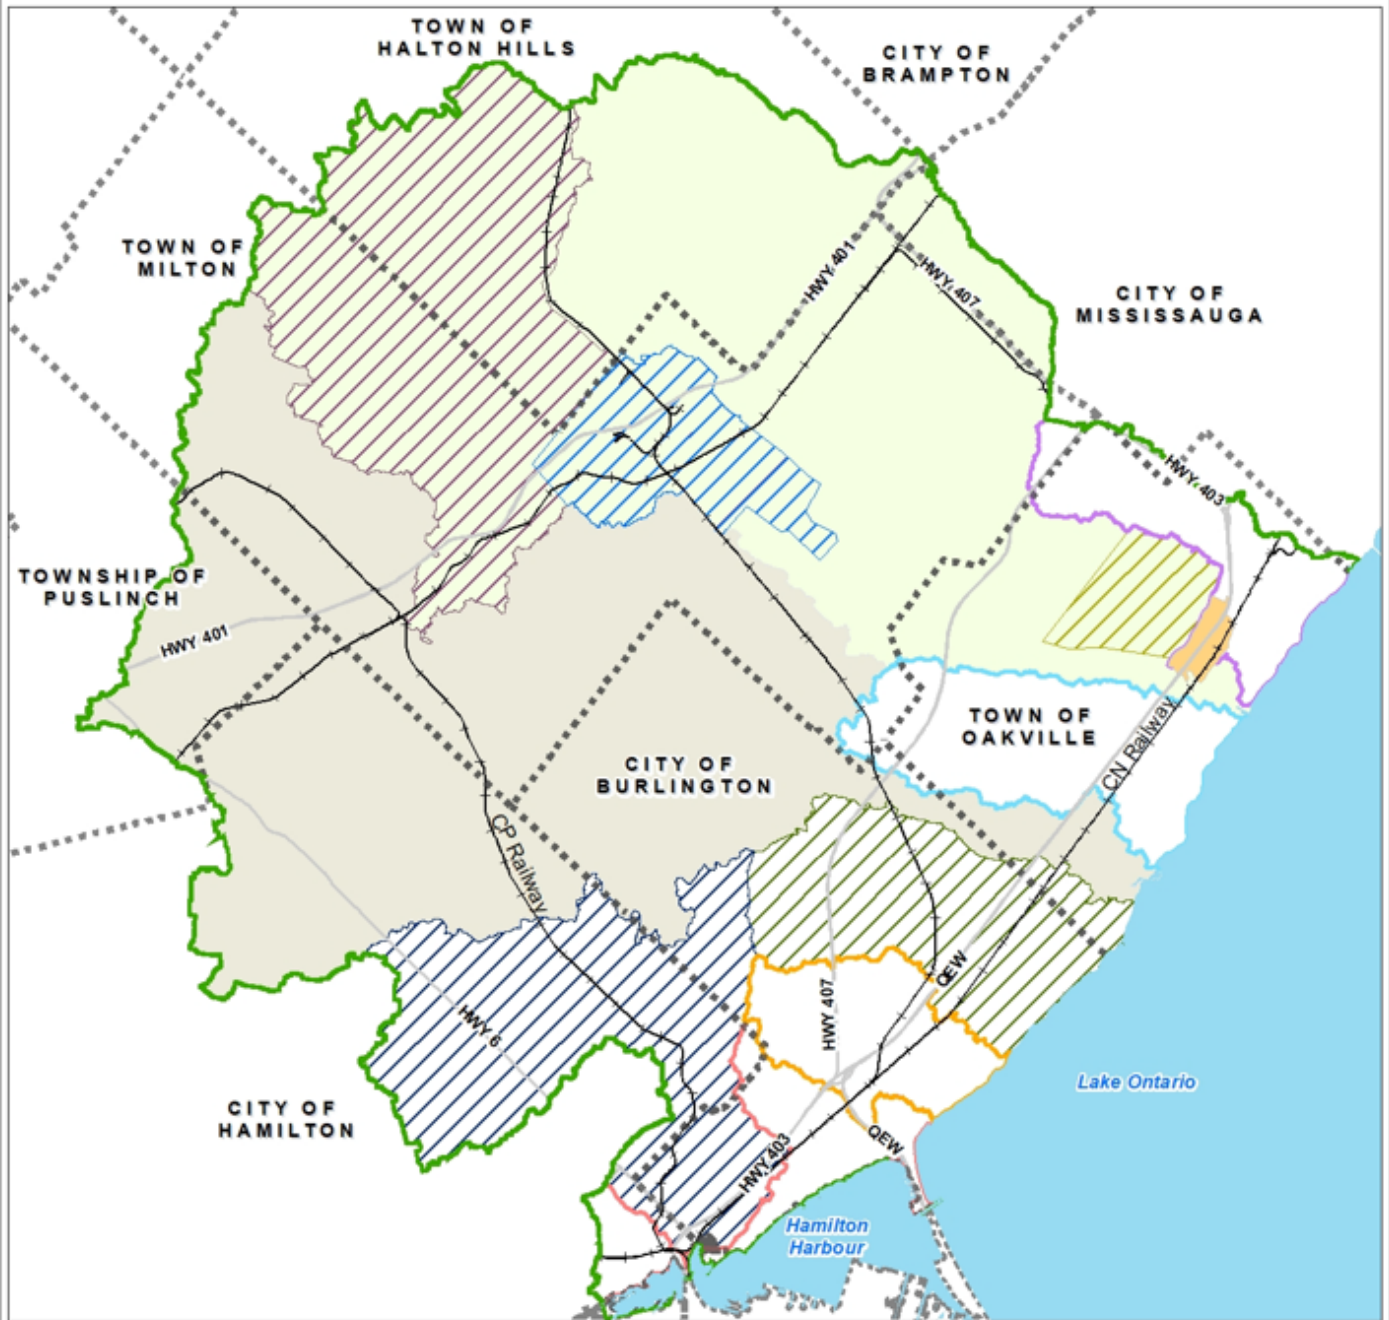 TOWN OF
HALTON HILLS
CITY OF
BRAMPTON
TOWN OF
MILTON
HWY 401
HWY 407
CITY OF
MISSISSAUGA
HWY 403
TOWNSHIP OF
PUSLINCH
HWY 401
TOWN OF
OAKVILLE
CN Railway
CITY OF
BURLINGTON
CP Railway
QEW
HWY 407
HWY 6
Lake Ontario
CITY OF
HAMILTON
QEW
HWY 403
Hamilton
Harbour